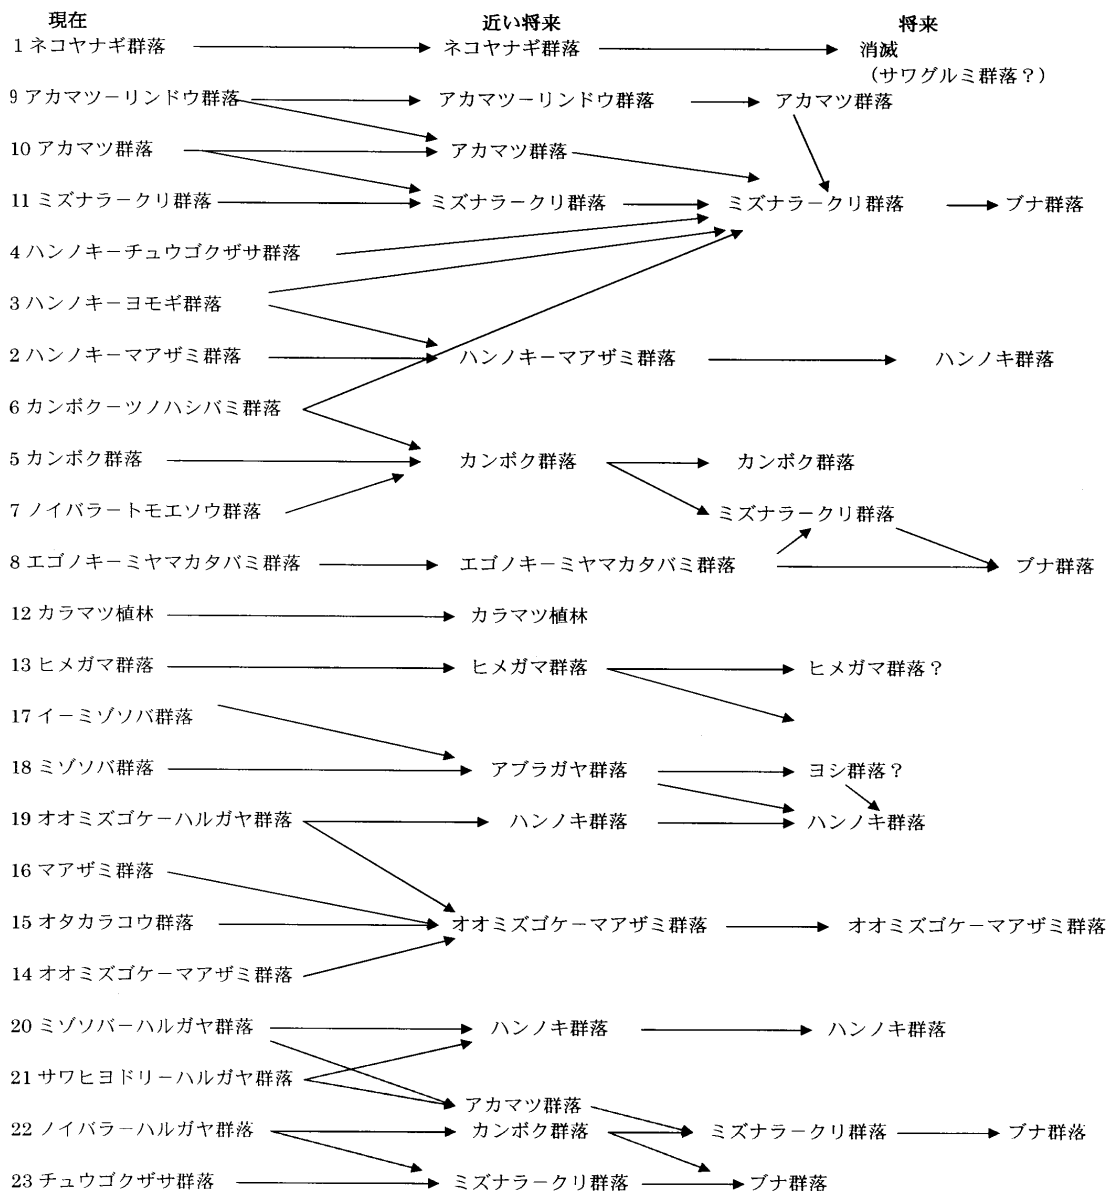 現在 近い将来 将来
1 ネコヤナギ群落 ネコヤナギ群落 消滅
(サワグルミ群落？)
9 アカマツ－リンドウ群落 アカマツ－リンドウ群落 アカマツ群落
10 アカマツ群落 アカマツ群落
11 ミズナラ－クリ群落 ミズナラ－クリ群落 ミズナラ－クリ群落 ブナ群落
4 ハンノキ－チュウゴクザサ群落
3 ハンノキ－ヨモギ群落
2 ハンノキ－マアザミ群落 ハンノキ－マアザミ群落 ハンノキ群落
6 カンボク－ツノハシバミ群落
5 カンボク群落 カンボク群落 カンボク群落
7 ノイバラ－トモエソウ群落 ミズナラ－クリ群落
8 エゴノキ－ミヤマカタバミ群落 エゴノキ－ミヤマカタバミ群落 ブナ群落
12 カラマツ植林 カラマツ植林
13 ヒメガマ群落 ヒメガマ群落 ヒメガマ群落？
17 イ－ミゾソバ群落
18 ミゾソバ群落 アブラガヤ群落 ヨシ群落？
19 オオミズゴケ－ハルガヤ群落 ハンノキ群落 ハンノキ群落
16 マアザミ群落
15 オタカラコウ群落 オオミズゴケ－マアザミ群落 オオミズゴケ－マアザミ群落
14 オオミズゴケ－マアザミ群落
20 ミゾソバ－ハルガヤ群落 ハンノキ群落 ハンノキ群落
21 サワヒヨドリ－ハルガヤ群落
アカマツ群落
22 ノイバラ－ハルガヤ群落 カンボク群落 ミズナラ－クリ群落 ブナ群落
23 チュウゴクザサ群落 ミズナラ－クリ群落 ブナ群落